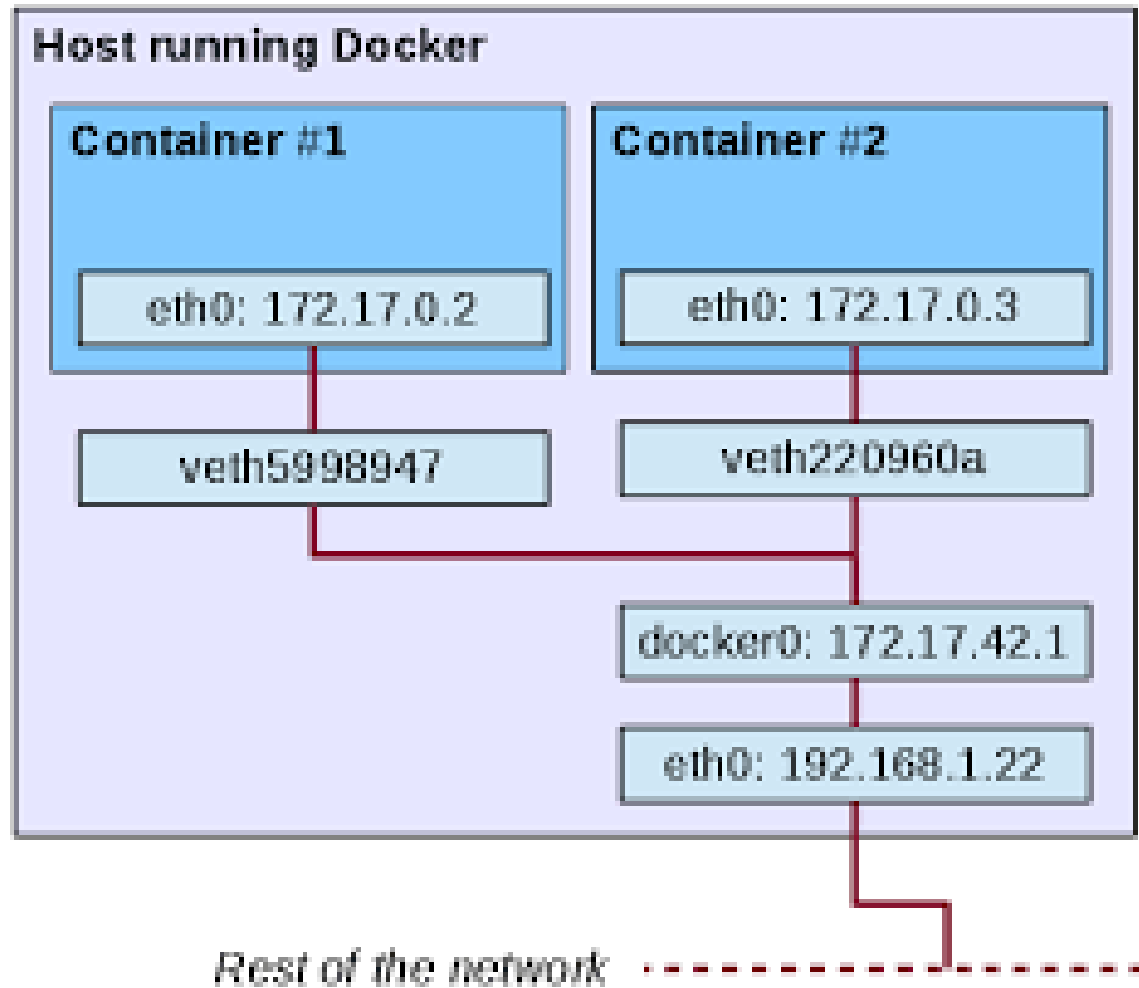 Host running Docker
Container #1
Container #2
eth0: 172.17.0.2
eth0: 172.17.0.3
veth5998947
veth220960a
docker0: 172.17.42.1
eth0: 192.168.1.22
Rest of the network